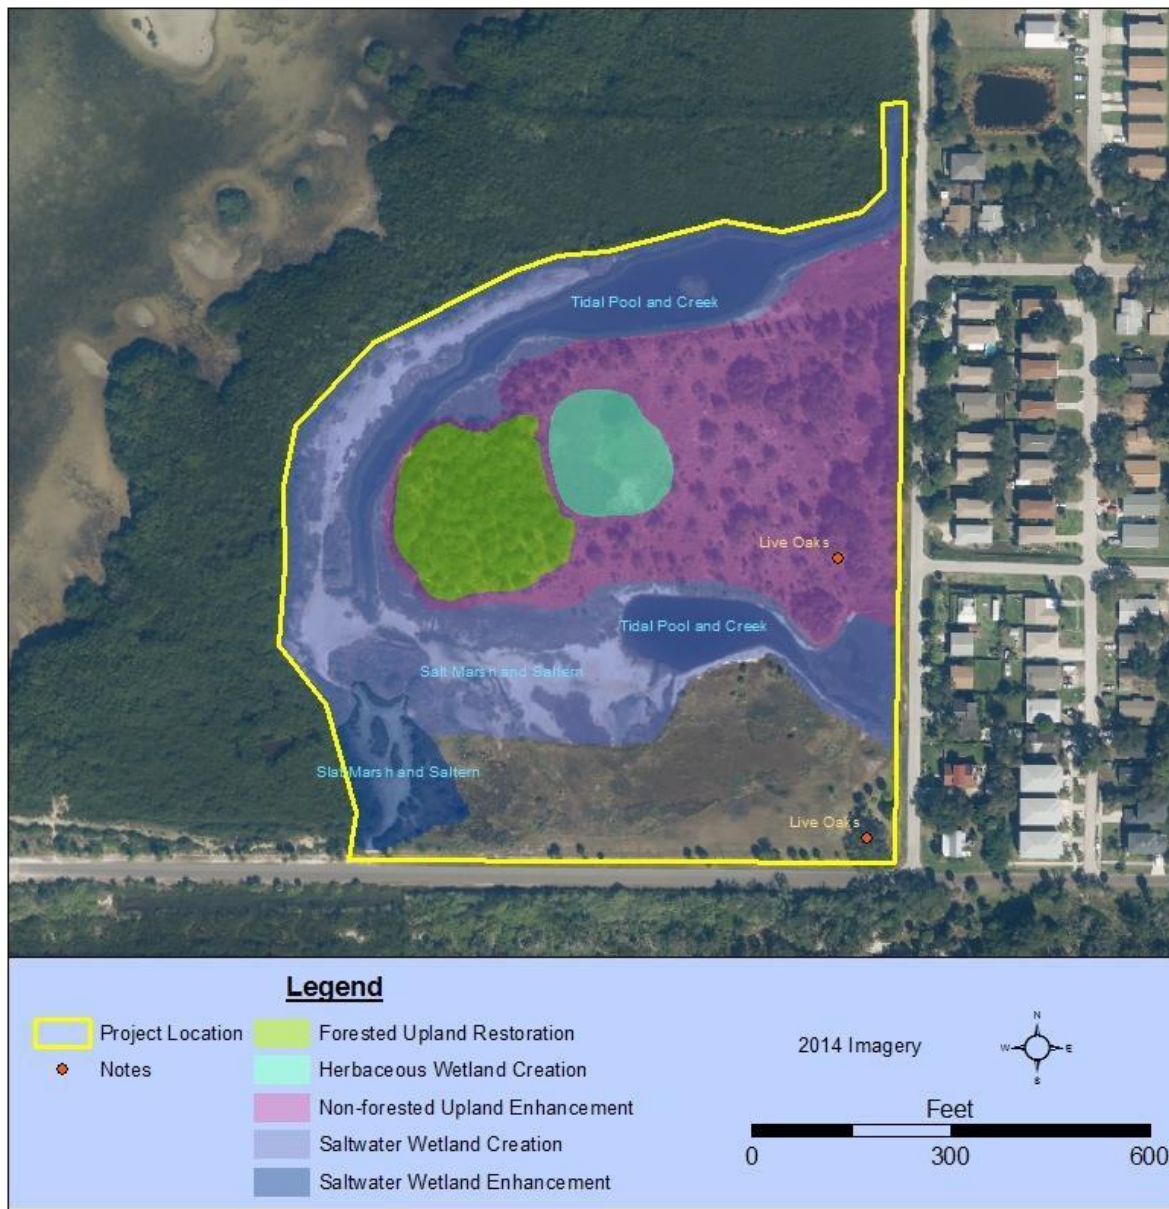 Tidal Pool and Creek
Live Oaks
Tidal Pool and Creek
Salt Marsh and Saltern
Slat Marsh and Saltern
Live Oaks
Legend
Project Location
Notes
Forested Upland Restoration
Herbaceous Wetland Creation
Non-forested Upland Enhancement
Saltwater Wetland Creation
Saltwater Wetland Enhancement
2014 Imagery
N
W E
S
Feet
0 300 600